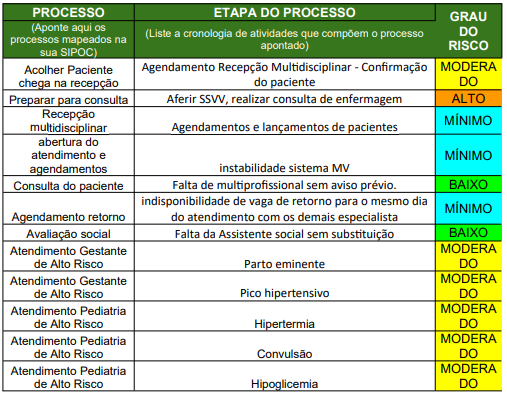 PROCESSO
(Aponte aqui os
processos mapeados na
sua SIPOC)
ETAPA DO PROCESSO
(Liste a cronologia de atividades que compõem o processo
apontado)
GRAU
DO
RISCO
Acolher Paciente
chega na recepção
Agendamento Recepção Multidisciplinar - Confirmação
do paciente
MODERA
DO
Preparar para consulta
Aferir SSVV, realizar consulta de enfermagem
ALTO
Recepção
multidisciplinar
Agendamentos e lançamentos de pacientes
MÍNIMO
abertura do
atendimento e
agendamentos
instabilidade sistema MV
MÍNIMO
Consulta do paciente
Falta de multiprofissional sem aviso prévio.
BAIXO
Agendamento retorno
indisponibilidade de vaga de retorno para o mesmo dia
do atendimento com os demais especialista
MÍNIMO
Avaliação social
Falta da Assistente social sem substituição
BAIXO
Atendimento Gestante
de Alto Risco
Parto eminente
MODERA
DO
Atendimento Gestante
de Alto Risco
Pico hipertensivo
MODERA
DO
Atendimento Pediatria
de Alto Risco
Hipertermia
MODERA
DO
Atendimento Pediatria
de Alto Risco
Convulsão
MODERA
DO
Atendimento Pediatria
de Alto Risco
Hipoglicemia
MODERA
DO